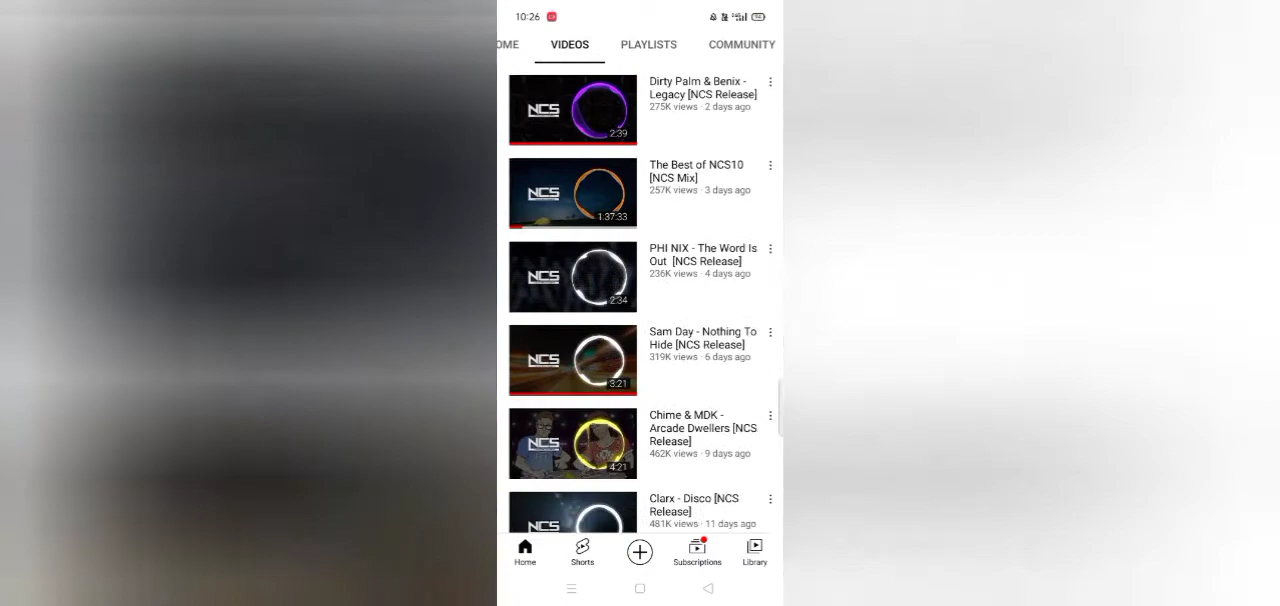 10:26
OME VIDEOS PLAYLISTS COMMUNITY
Dirty Palm & Benix -
Legacy [NCS Release]
275K views · 2 days ago
NCS
2:39
The Best of NCS10
[NCS Mix]
257K views · 3 days ago
NCS
1:37:33
PHI NIX - The Word Is
Out [NCS Release]
236K views · 4 days ago
NCS
2:34
Sam Day - Nothing To
Hide [NCS Release]
319K views · 6 days ago
NCS
3:21
Chime & MDK -
Arcade Dwellers [NCS
Release]
462K views · 9 days ago
NCS
4:21
Clarx - Disco [NCS
Release]
481K views · 11 days ago
NCS
Home Shorts Subscriptions Library